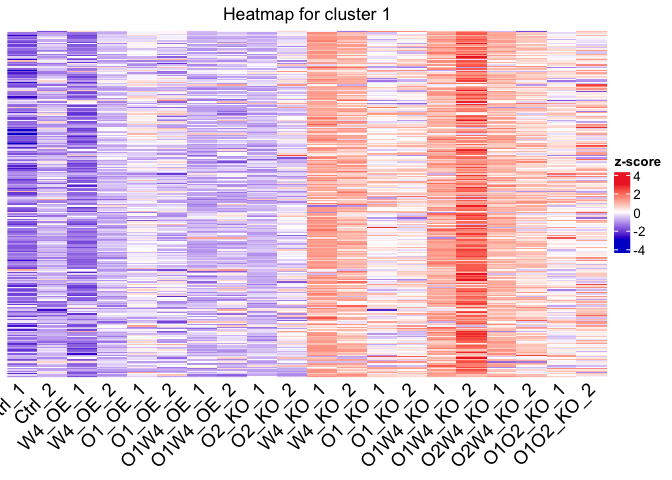 Heatmap for cluster 1
z-score
4
2
0
-2
-4
trl_1
Ctrl_2
W4_OE_1
W4_OE_2
O1_OE_1
O1_OE_2
O1W4_OE_1
O1W4_OE_2
O2_KO_1
O2_KO_2
W4_KO_1
W4_KO_2
O1_KO_1
O1_KO_2
O1W4_KO_1
O1W4_KO_2
O2W4_KO_1
O2W4_KO_2
O1O2_KO_1
O1O2_KO_2